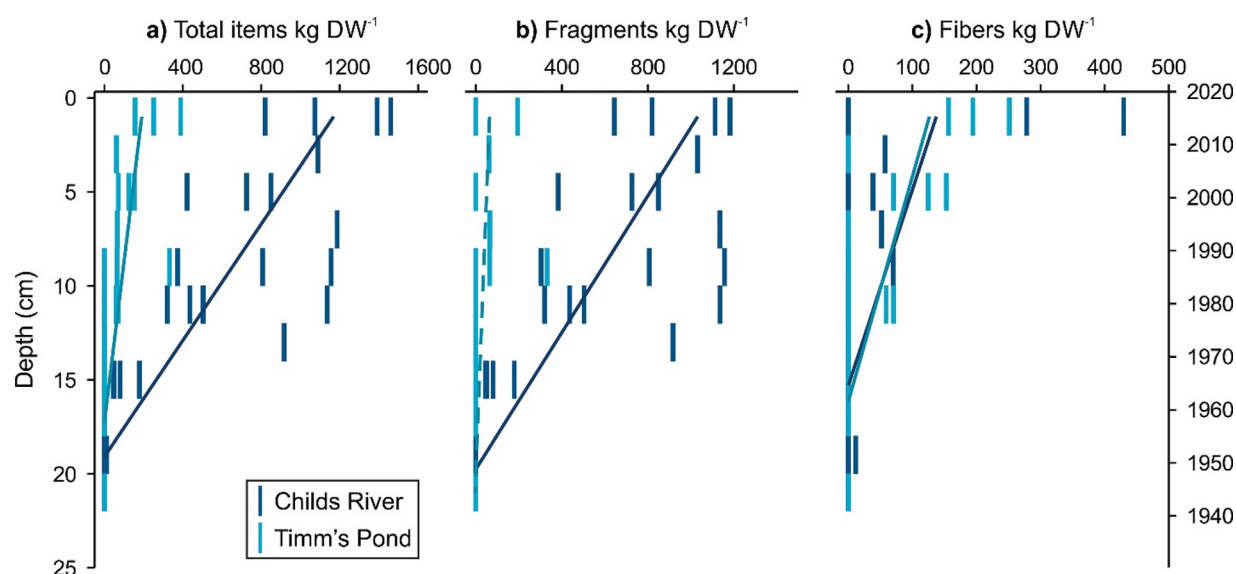 a) Total items kg DW⁻¹ b) Fragments kg DW⁻¹ c) Fibers kg DW⁻¹
0 400 800 1200 1600 0 400 800 1200 0 100 200 300 400 500
0 2020
2010
5 2000
1990
10 1980
15 1970
1960
20 1950
1940
25
Depth (cm)
Childs River
Timm's Pond